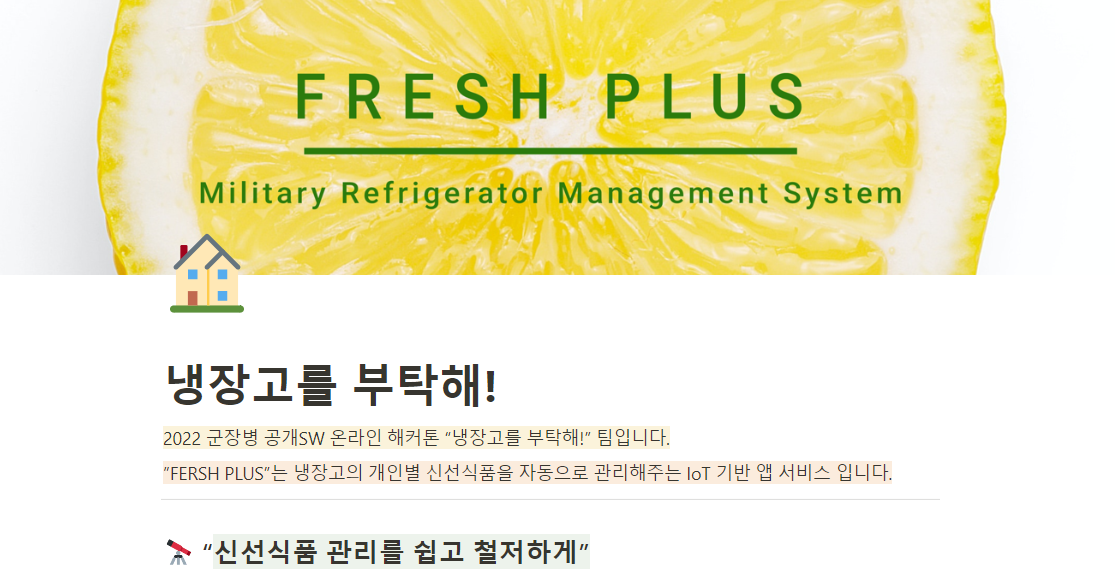 FRESH PLUS
Military Refrigerator Management System
냉장고를 부탁해!
2022 군장병 공개SW 온라인 해커톤 “냉장고를 부탁해!” 팀입니다.
”FERSH PLUS”는 냉장고의 개인별 신선식품을 자동으로 관리해주는 IoT 기반 앱 서비스 입니다.
“신선식품 관리를 쉽고 철저하게”